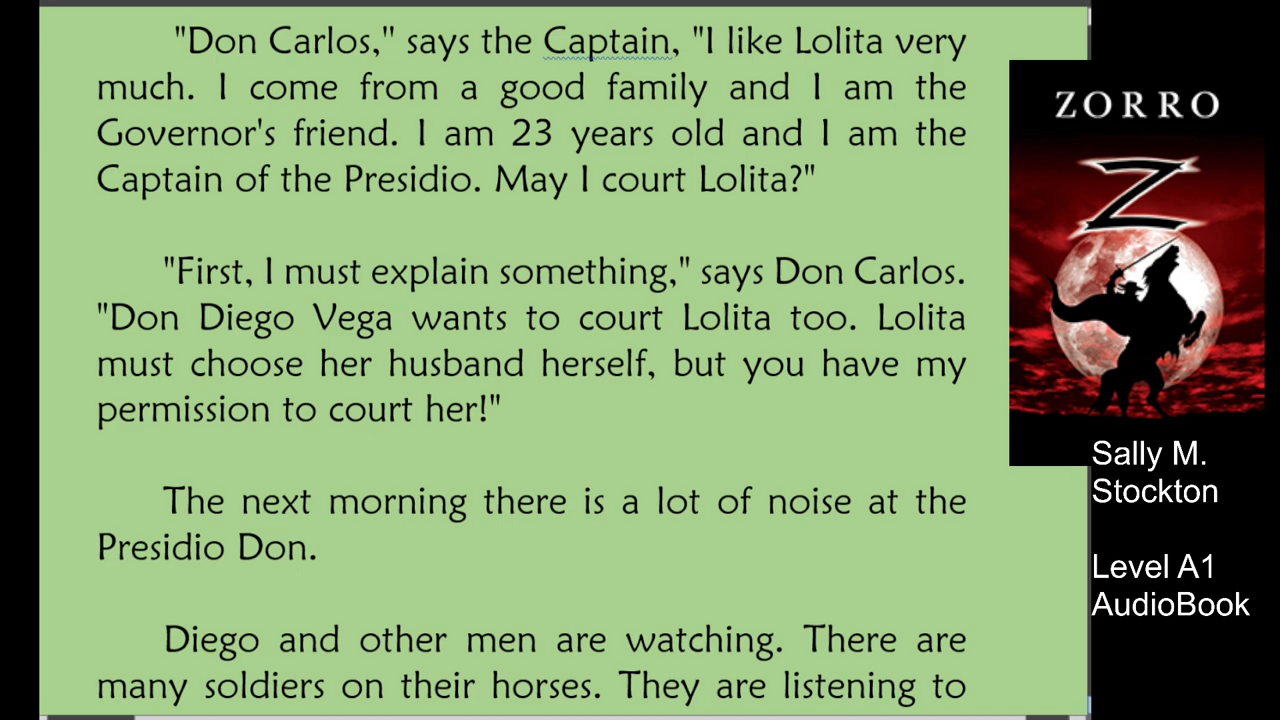 "Don Carlos," says the Captain, "I like Lolita very
much. I come from a good family and I am the
Governor's friend. I am 23 years old and I am the
Captain of the Presidio. May I court Lolita?"
"First, I must explain something," says Don Carlos.
"Don Diego Vega wants to court Lolita too. Lolita
must choose her husband herself, but you have my
permission to court her!"
The next morning there is a lot of noise at the
Presidio Don.
Diego and other men are watching. There are
many soldiers on their horses. They are listening to
ZORRO
Z
Sally M.
Stockton
Level A1
AudioBook